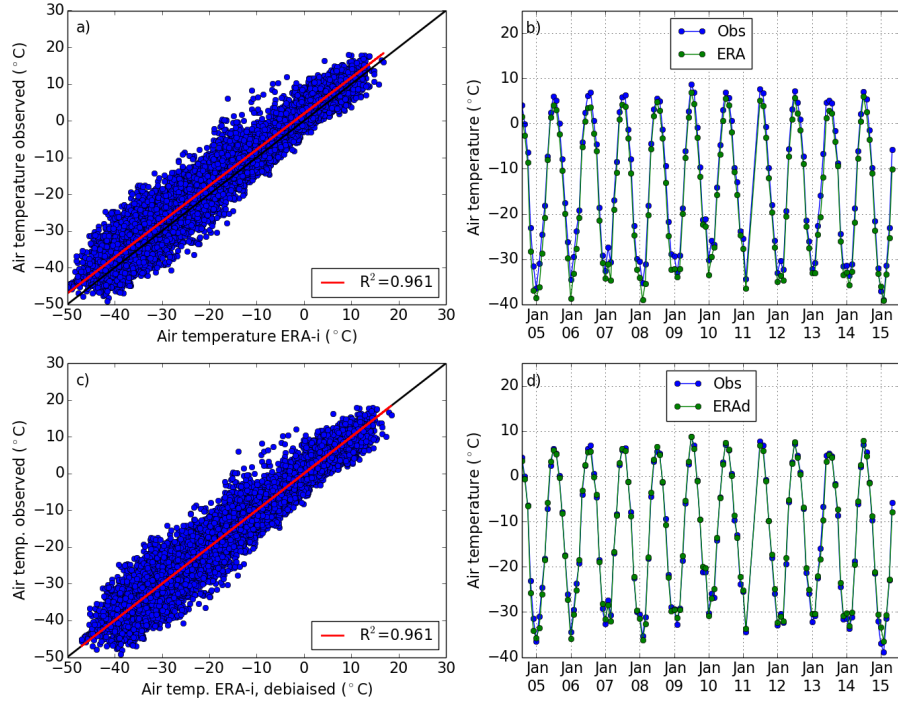 a)
Air temperature observed (°C)
30
20
10
0
−10
−20
−30
−40
−50
R²=0.961
−50 −40 −30 −20 −10 0 10 20 30
Air temperature ERA-i (°C)
b)
Air temperature (°C)
25
20
10
0
−10
−20
−30
−40
Obs
ERA
Jan Jan Jan Jan Jan Jan Jan Jan Jan Jan Jan
05 06 07 08 09 10 11 12 13 14 15
c)
Air temp. observed (°C)
30
20
10
0
−10
−20
−30
−40
−50
R²=0.961
−50 −40 −30 −20 −10 0 10 20 30
Air temp. ERA-i, debiaised (°C)
d)
Air temperature (°C)
25
20
10
0
−10
−20
−30
−40
Obs
ERAd
Jan Jan Jan Jan Jan Jan Jan Jan Jan Jan Jan
05 06 07 08 09 10 11 12 13 14 15